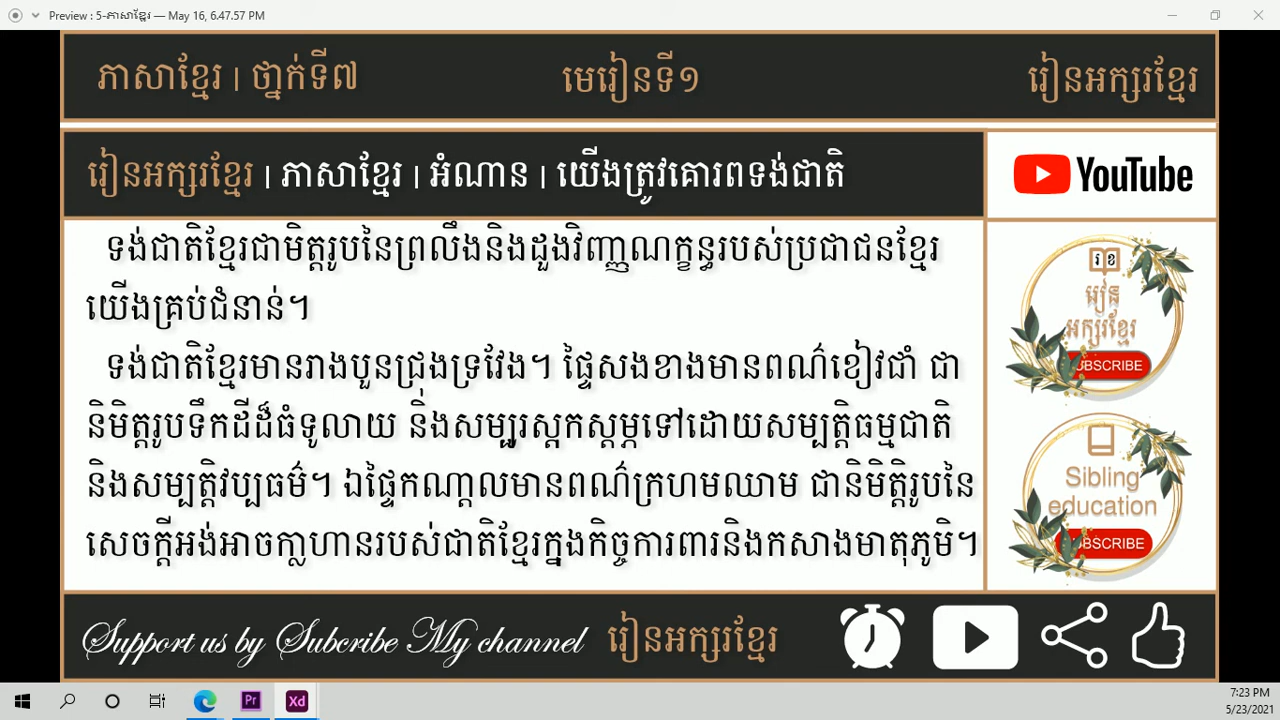 Preview : 5-ភាសាខ្មែរ — May 16, 6.47.57 PM
ភាសាខ្មែរ | ថ្នាក់ទី៧
មេរៀនទី១
រៀនអក្សរខ្មែរ
រៀនអក្សរខ្មែរ | ភាសាខ្មែរ | អំណាន | យើងត្រូវគោរពទង់ជាតិ
YouTube
ទង់ជាតិខ្មែរជាមិត្តរូបនៃព្រលឹងនិងដួងវិញ្ញាណក្ខន្ធរបស់ប្រជាជនខ្មែរ
យើងគ្រប់ជំនាន់។
ទង់ជាតិខ្មែរមានរាងបួនជ្រុងទ្រវែង។ ផ្ទៃសងខាងមានពណ៌ខៀវជាំ ជា
និមិត្តរូបទឹកដីដ៏ធំទូលាយ និងសម្បូរស្តុកស្តម្ភទៅដោយសម្បត្តិធម្មជាតិ
និងសម្បត្តិវប្បធម៌។ ឯផ្ទៃកណ្តាលមានពណ៌ក្រហមឈាម ជានិមិត្តិរូបនៃ
សេចក្តីអង់អាចក្លាហានរបស់ជាតិខ្មែរក្នុងកិច្ចការពារនិងកសាងមាតុភូមិ។
រ ខ
រៀន
អក្សរខ្មែរ
SUBSCRIBE
Sibling
education
SUBSCRIBE
Support us by Subcribe My channel
រៀនអក្សរខ្មែរ
Pr
Xd
7:23 PM
5/23/2021